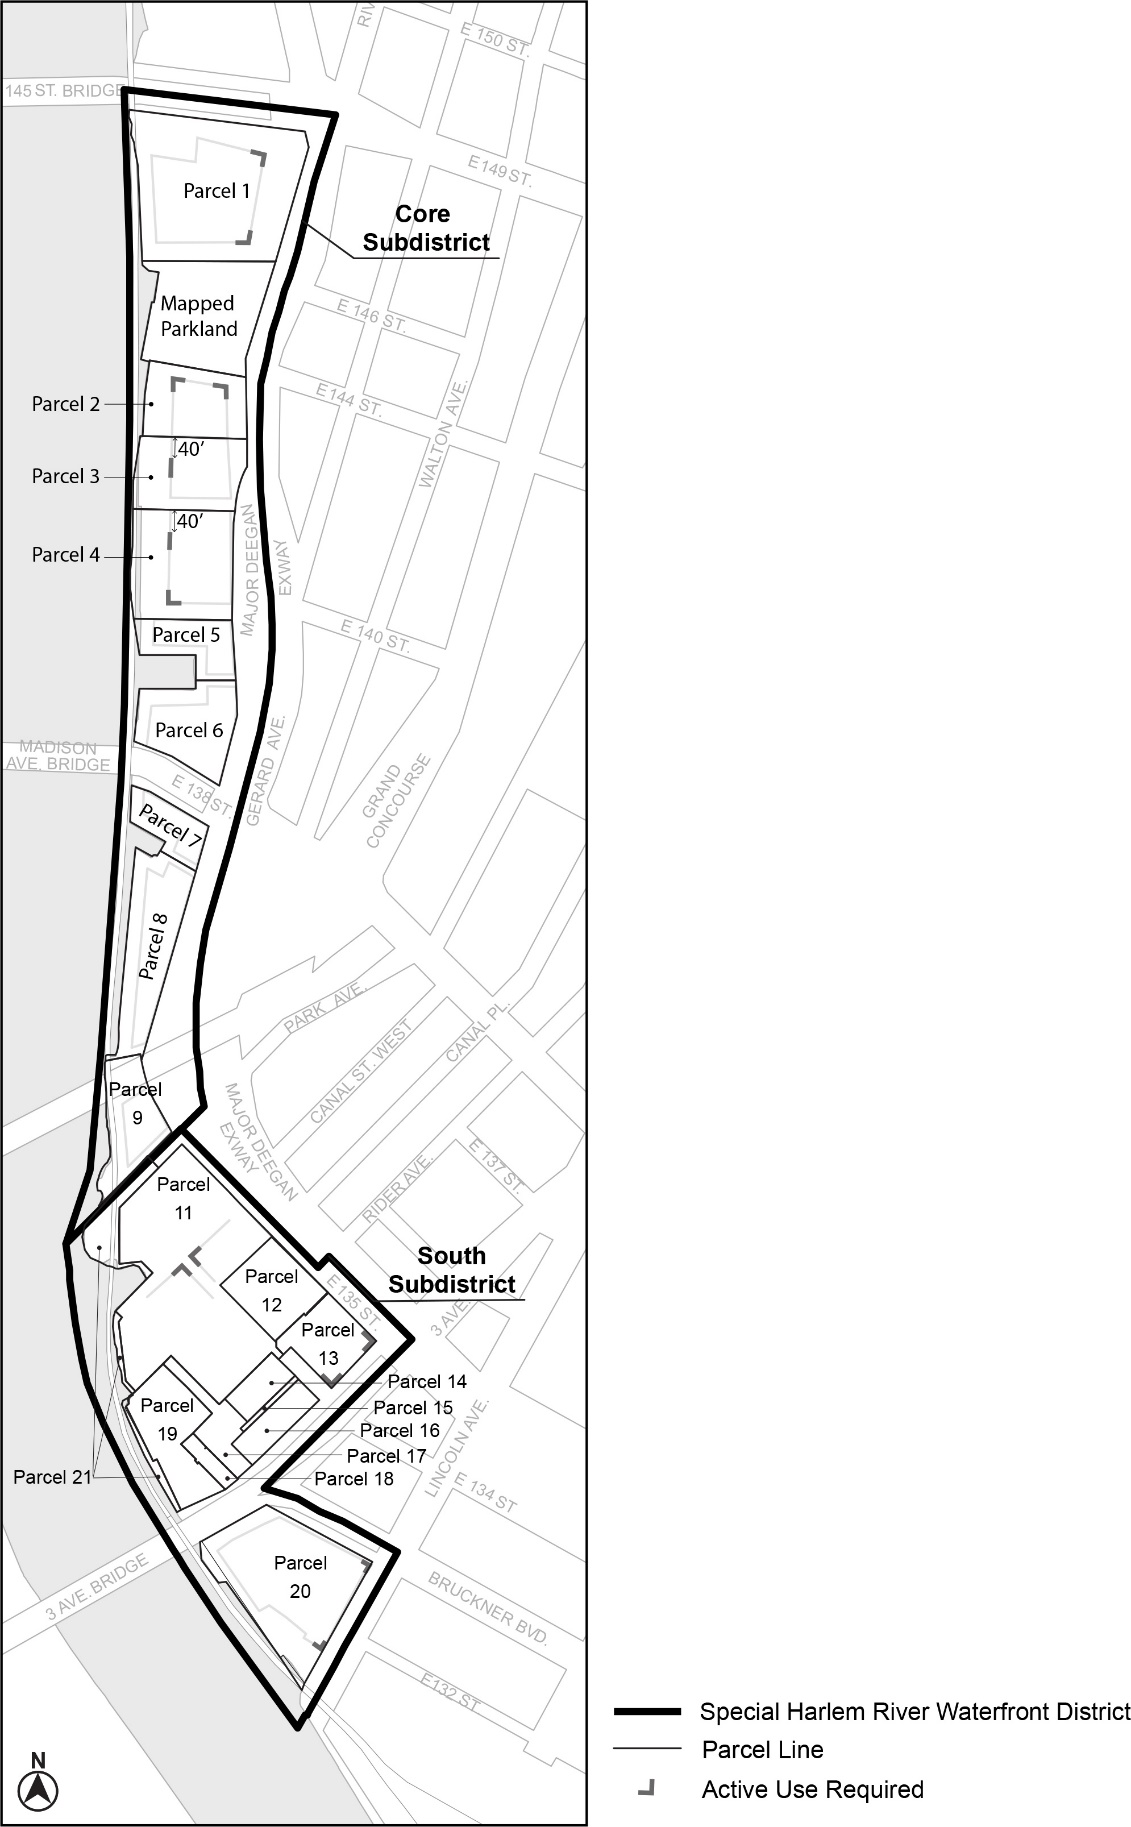 E 150 ST.
RIV
145 ST. BRIDGE
E 149 ST.
Parcel 1
Core
Subdistrict
Mapped
Parkland
E 146 ST.
Parcel 2
E 144 ST.
WALTON AVE.
40’
Parcel 3
40’
Parcel 4
MAJOR DEEGAN
EXWAY
Parcel 5
E 140 ST.
Parcel 6
MADISON
AVE. BRIDGE
E 138 ST.
GERARD AVE.
GRAND
CONCOURSE
Parcel 7
Parcel 8
PARK AVE.
CANAL ST. WEST
CANAL PL.
Parcel
9
MAJOR DEEGAN
EXWAY
RIDER AVE.
E 137 ST.
Parcel
11
South
Subdistrict
Parcel
12
E 135 ST.
3 AVE.
Parcel
13
Parcel 14
Parcel 15
Parcel 16
Parcel 17
Parcel 18
Parcel
19
Parcel 21
LINCOLN AVE.
E 134 ST
Parcel
20
3 AVE. BRIDGE
BRUCKNER BVD.
E132 ST
N
Special Harlem River Waterfront District
Parcel Line
Active Use Required